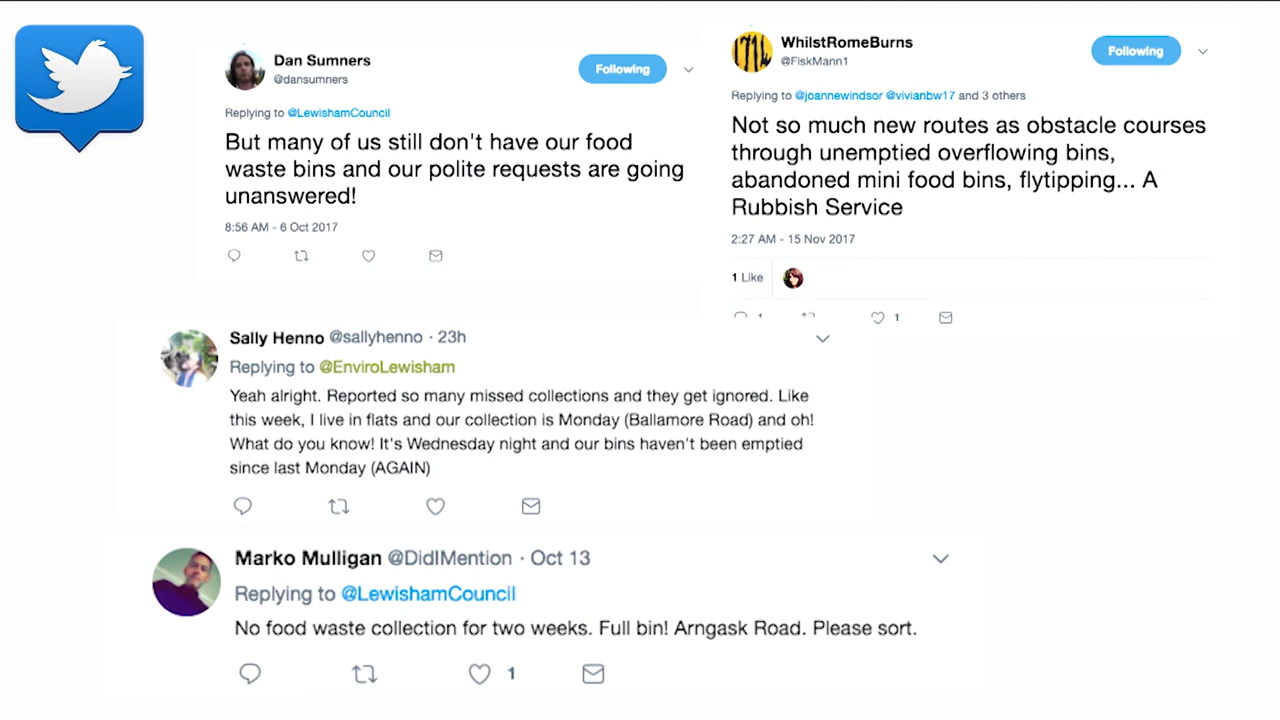 Dan Sumners
@dansumners
Following
Replying to @LewishamCouncil
But many of us still don't have our food
waste bins and our polite requests are going
unanswered!
8:56 AM - 6 Oct 2017
WhilstRomeBurns
@FiskMann1
Following
Replying to @joannewindsor @vivianbw17 and 3 others
Not so much new routes as obstacle courses
through unemptied overflowing bins,
abandoned mini food bins, flytipping... A
Rubbish Service
2:27 AM - 15 Nov 2017
1 Like
1 1
Sally Henno @sallyhenno · 23h
Replying to @EnviroLewisham
Yeah alright. Reported so many missed collections and they get ignored. Like
this week, I live in flats and our collection is Monday (Ballamore Road) and oh!
What do you know! It's Wednesday night and our bins haven't been emptied
since last Monday (AGAIN)
Marko Mulligan @DidIMention · Oct 13
Replying to @LewishamCouncil
No food waste collection for two weeks. Full bin! Arngask Road. Please sort.
1